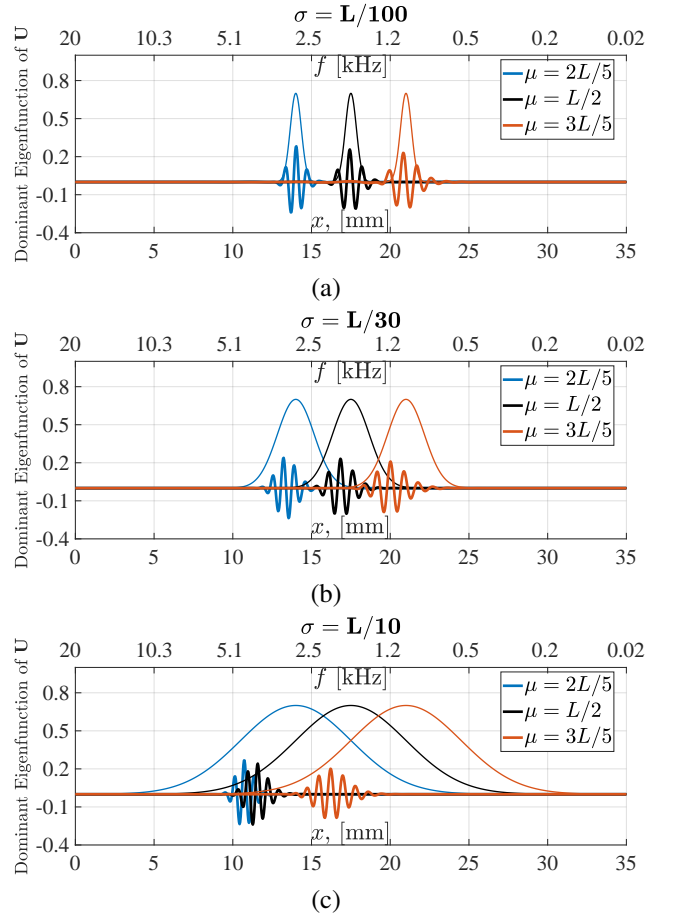 σ = L/100
20 10.3 5.1 2.4 1.2 0.5 0.2 0.02
f [kHz]
Dominant Eigenfunction of U
0.8
0.5
0.2
-0.1
-0.4
μ = 2L/5
μ = L/2
μ = 3L/5
x, [mm]
0 5 10 15 20 25 30 35
(a)
σ = L/30
20 10.3 5.1 2.4 1.2 0.5 0.2 0.02
f [kHz]
Dominant Eigenfunction of U
0.8
0.5
0.2
-0.1
-0.4
μ = 2L/5
μ = L/2
μ = 3L/5
x, [mm]
0 5 10 15 20 25 30 35
(b)
σ = L/10
20 10.3 5.1 2.4 1.2 0.5 0.2 0.02
f [kHz]
Dominant Eigenfunction of U
0.8
0.5
0.2
-0.1
-0.4
μ = 2L/5
μ = L/2
μ = 3L/5
x, [mm]
0 5 10 15 20 25 30 35
(c)